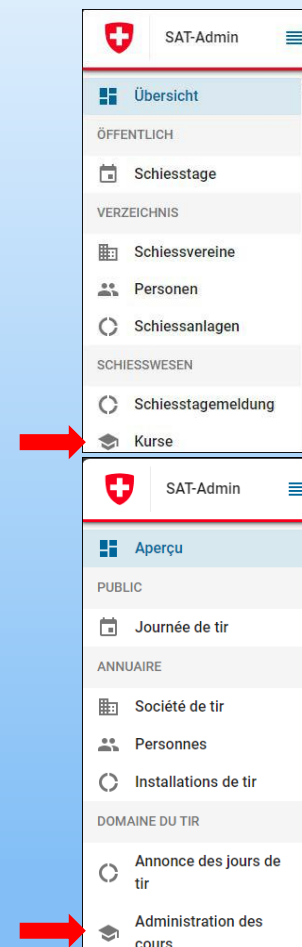 SAT-Admin
Übersicht
ÖFFENTLICH
Schiesstage
VERZEICHNIS
Schiessvereine
Personen
Schiessanlagen
SCHIESSWESEN
Schiesstagemeldung
Kurse
SAT-Admin
Aperçu
PUBLIC
Journée de tir
ANNUAIRE
Société de tir
Personnes
Installations de tir
DOMAINE DU TIR
Annonce des jours de
tir
Administration des
cours